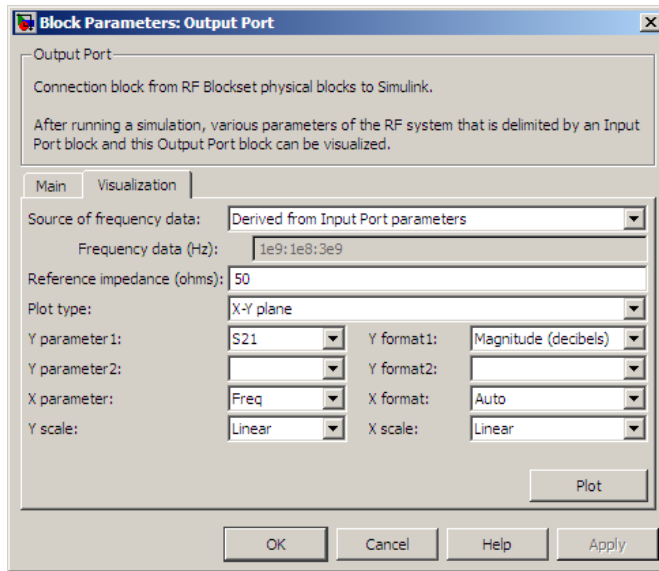 Block Parameters: Output Port
Output Port
Connection block from RF Blockset physical blocks to Simulink.
After running a simulation, various parameters of the RF system that is delimited by an Input
Port block and this Output Port block can be visualized.
Main Visualization
Source of frequency data: Derived from Input Port parameters
Frequency data (Hz): 1e9:1e8:3e9
Reference impedance (ohms): 50
Plot type: X-Y plane
Y parameter1: S21 Y format1: Magnitude (decibels)
Y parameter2: Y format2:
X parameter: Freq X format: Auto
Y scale: Linear X scale: Linear
Plot
OK Cancel Help Apply